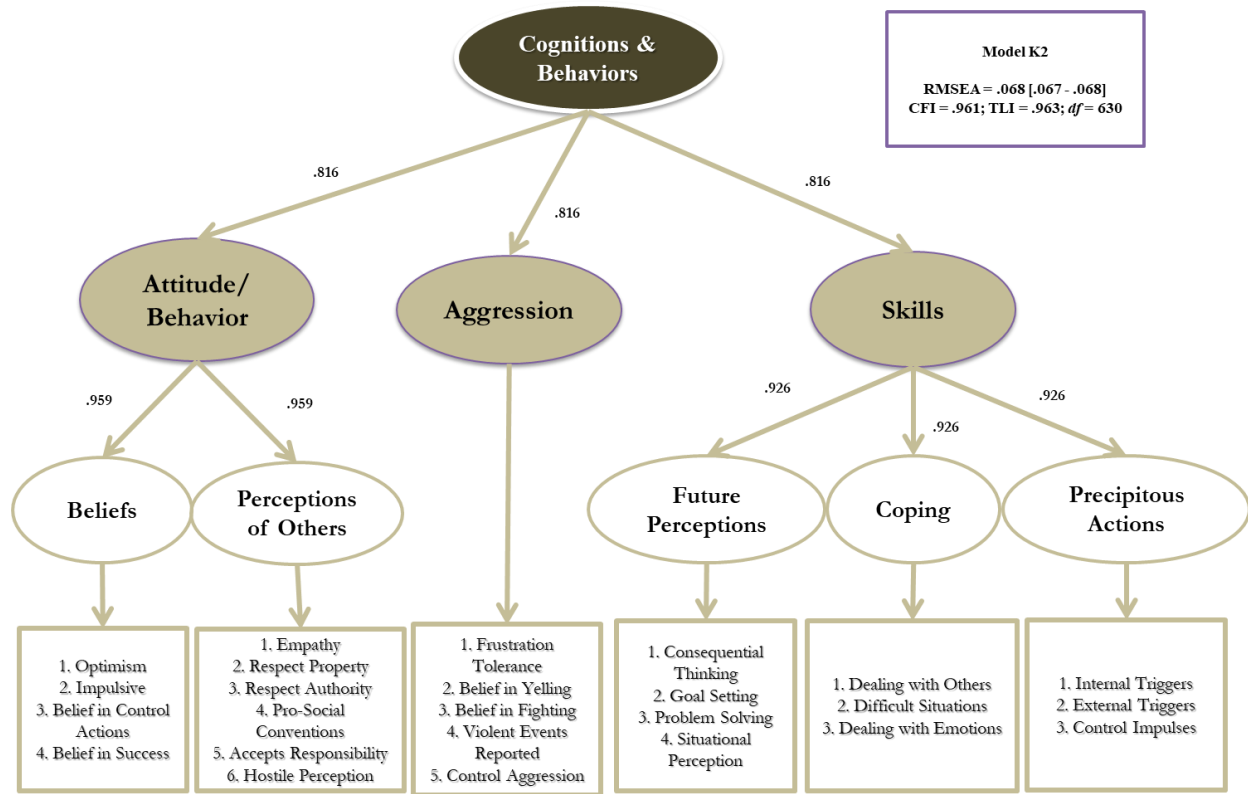 Cognitions &
Behaviors
Model K2
RMSEA = .068 [.067 - .068]
CFI = .961; TLI = .963; df = 630
.816
.816
.816
Attitude/
Behavior
Aggression
Skills
.959
.959
.926
.926
.926
Beliefs
Perceptions
of Others
Future
Perceptions
Coping
Precipitous
Actions
1. Optimism
2. Impulsive
3. Belief in Control
Actions
4. Belief in Success
1. Empathy
2. Respect Property
3. Respect Authority
4. Pro-Social
Conventions
5. Accepts Responsibility
6. Hostile Perception
1. Frustration
Tolerance
2. Belief in Yelling
3. Belief in Fighting
4. Violent Events
Reported
5. Control Aggression
1. Consequential
Thinking
2. Goal Setting
3. Problem Solving
4. Situational
Perception
1. Dealing with Others
2. Difficult Situations
3. Dealing with Emotions
1. Internal Triggers
2. External Triggers
3. Control Impulses